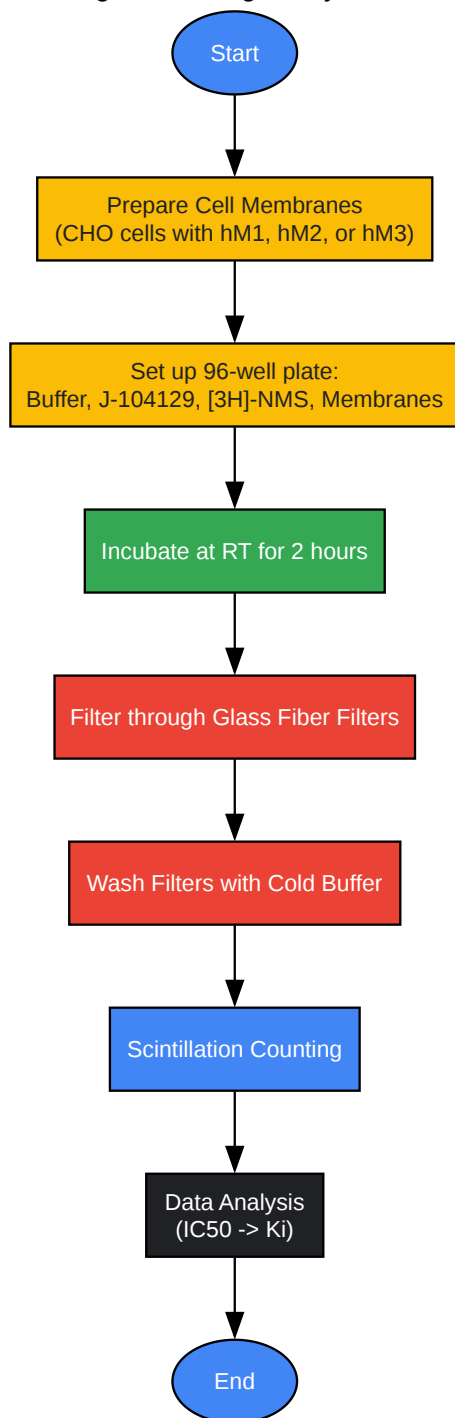 Start
Prepare Cell Membranes
(CHO cells with hM1, hM2, or hM3)
Set up 96-well plate:
Buffer, J-104129, [3H]-NMS, Membranes
Incubate at RT for 2 hours
Filter through Glass Fiber Filters
Wash Filters with Cold Buffer
Scintillation Counting
Data Analysis
(IC50 -> Ki)
End